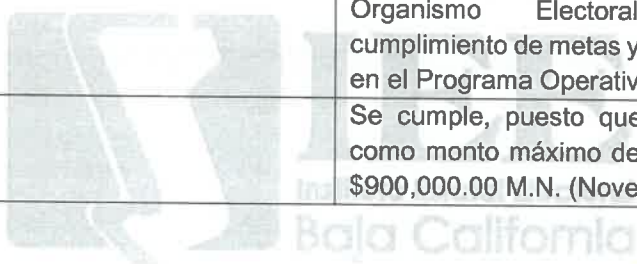 Organismo Electoral
cumplimiento de metas y
en el Programa Operativ
Se cumple, puesto que
como monto máximo de
$900,000.00 M.N. (Nove
IEE
Baja California